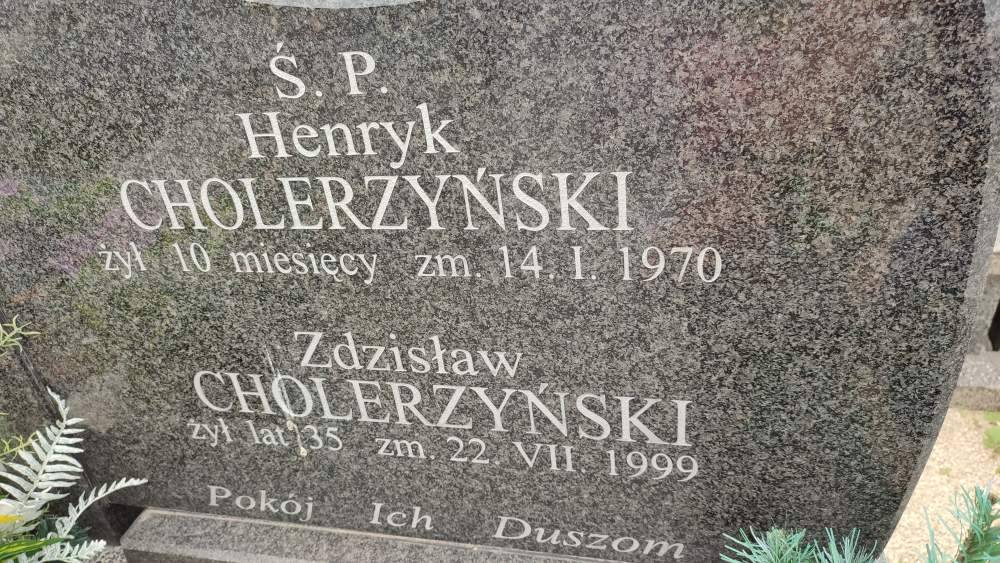 Ś. P.
Henryk
CHOLERZYŃSKI
żył 10 miesięcy zm. 14. I. 1970
Zdzisław
CHOLERZYŃSKI
żył lat 35 zm. 22. VII. 1999
Pokój Ich Duszom